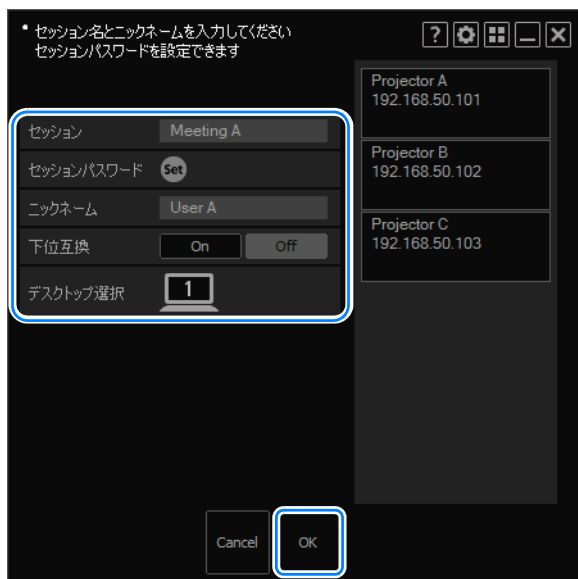 • セッション名とニックネームを入力してください
セッションパスワードを設定できます
?
Projector A
192.168.50.101
Projector B
192.168.50.102
Projector C
192.168.50.103
セッション Meeting A
セッションパスワード Set
ニックネーム User A
下位互換 On Off
デスクトップ選択 1
Cancel OK